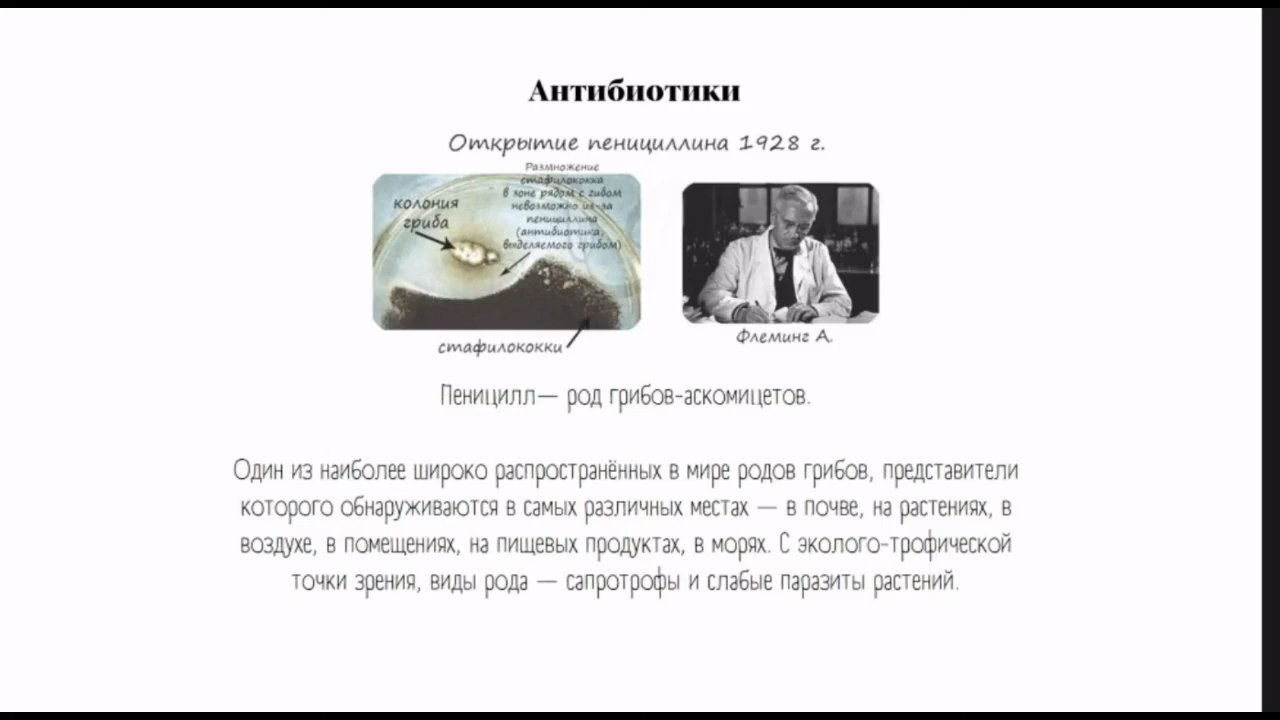 Антибиотики
Открытие пенициллина 1928 г.
Размножение
стафилококка
в зоне рядом с гибом
невозможно из-за
пенициллина
(антибиотика,
выделяемого грибом)
колония
гриба
стафилококки
Флеминг А.
Пеницилл— род грибов-аскомицетов.
Один из наиболее широко распространённых в мире родов грибов, представители
которого обнаруживаются в самых различных местах — в почве, на растениях, в
воздухе, в помещениях, на пищевых продуктах, в морях. С эколого-трофической
точки зрения, виды рода — сапротрофы и слабые паразиты растений.